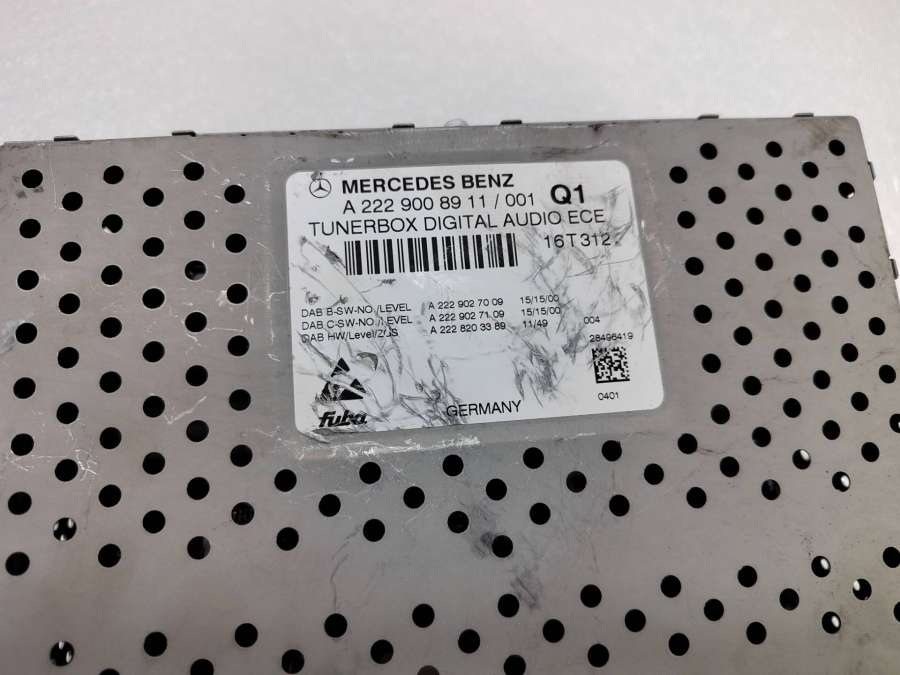 MERCEDES BENZ
A 222 900 89 11 / 001 Q1
TUNERBOX DIGITAL AUDIO ECE
16T312
DAB B-SW-NO./LEVEL A 222 902 70 09 15/15/00
DAB C-SW-NO./LEVEL A 222 902 71 09 15/15/00
DAB HW/Level/ZGS A 222 820 33 89 11/49 004
28496419
0401
fuba
GERMANY